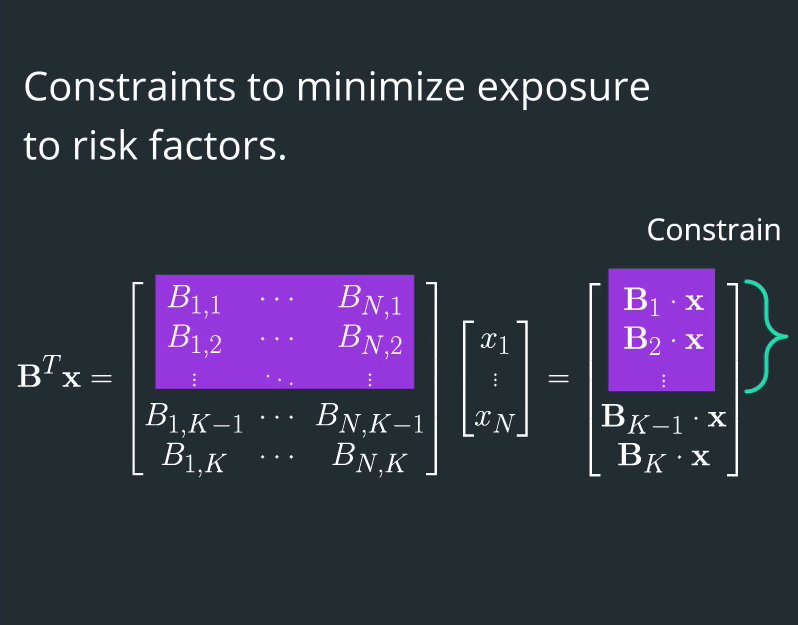 Constraints to minimize exposure
to risk factors.
Constrain
$$\mathbf{B}^T\mathbf{x} = \begin{bmatrix} B_{1,1} & \cdots & B_{N,1} \\ B_{1,2} & \cdots & B_{N,2} \\ \vdots & \ddots & \vdots \\ B_{1,K-1} & \cdots & B_{N,K-1} \\ B_{1,K} & \cdots & B_{N,K} \end{bmatrix} \begin{bmatrix} x_1 \\ \vdots \\ x_N \end{bmatrix} = \begin{bmatrix} \mathbf{B}_1 \cdot \mathbf{x} \\ \mathbf{B}_2 \cdot \mathbf{x} \\ \vdots \\ \mathbf{B}_{K-1} \cdot \mathbf{x} \\ \mathbf{B}_K \cdot \mathbf{x} \end{bmatrix}$$